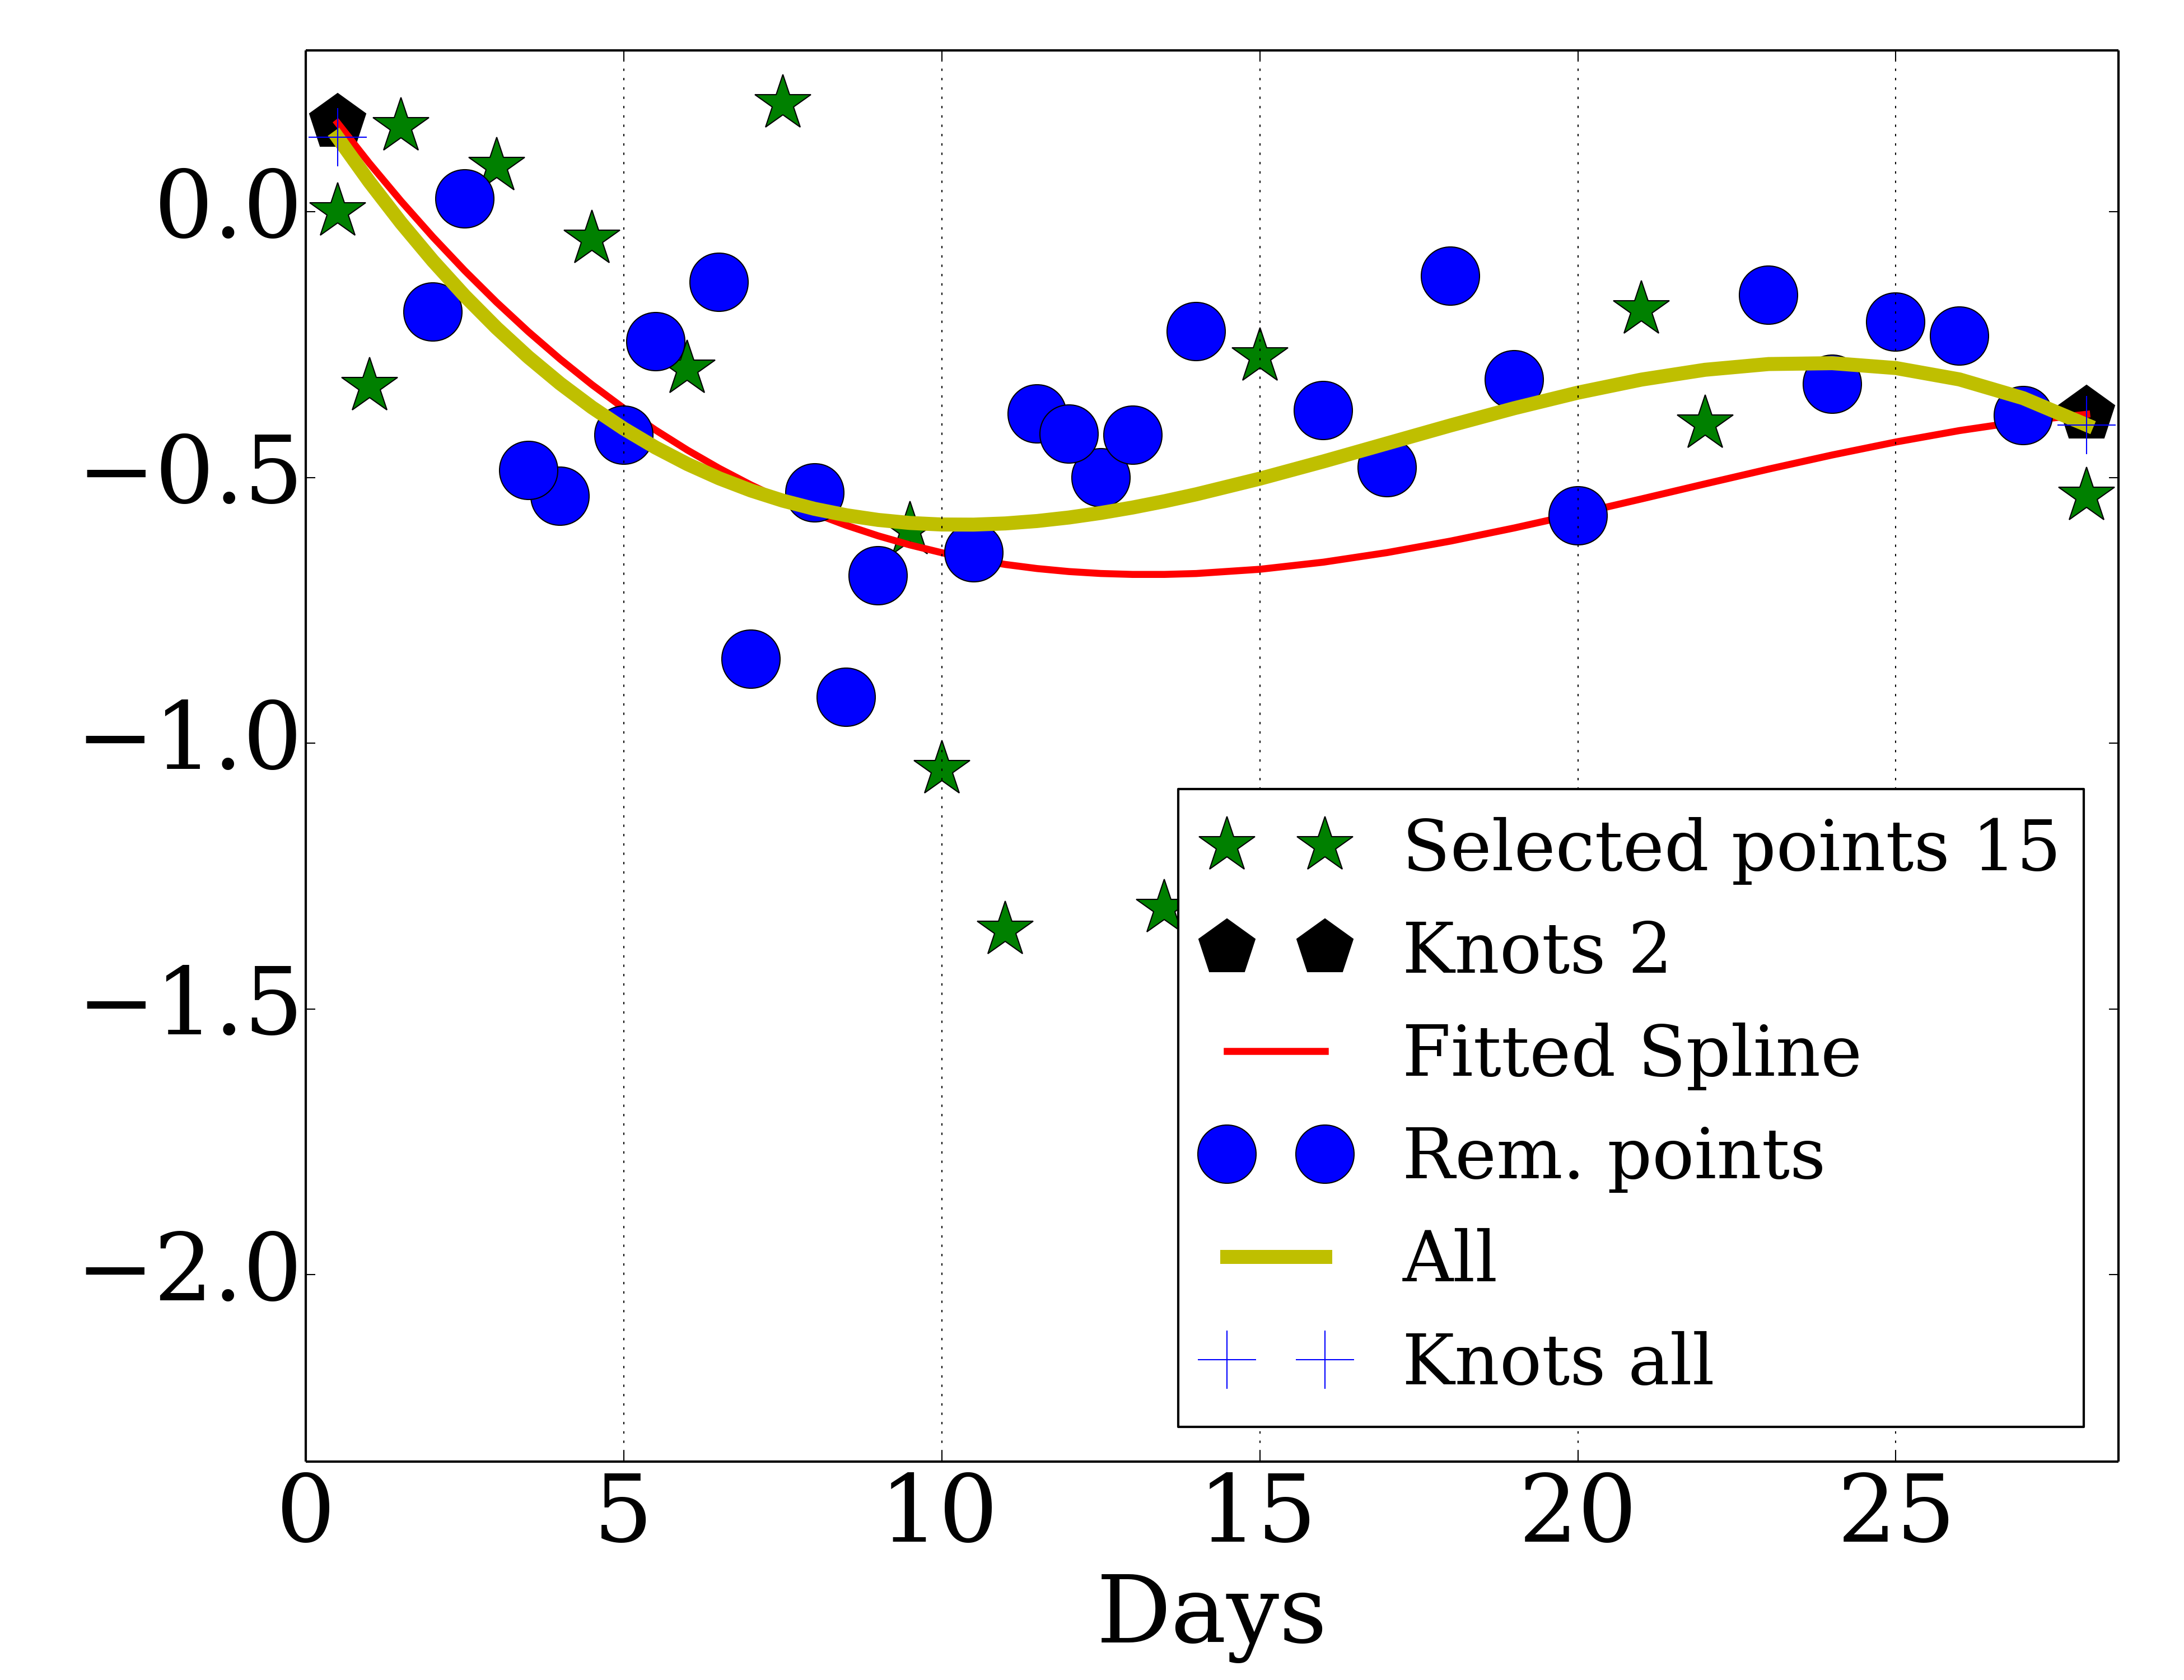 0.0
−0.5
−1.0
−1.5
−2.0
Selected points 15
Knots 2
Fitted Spline
Rem. points
All
Knots all
0 5 10 15 20 25
Days